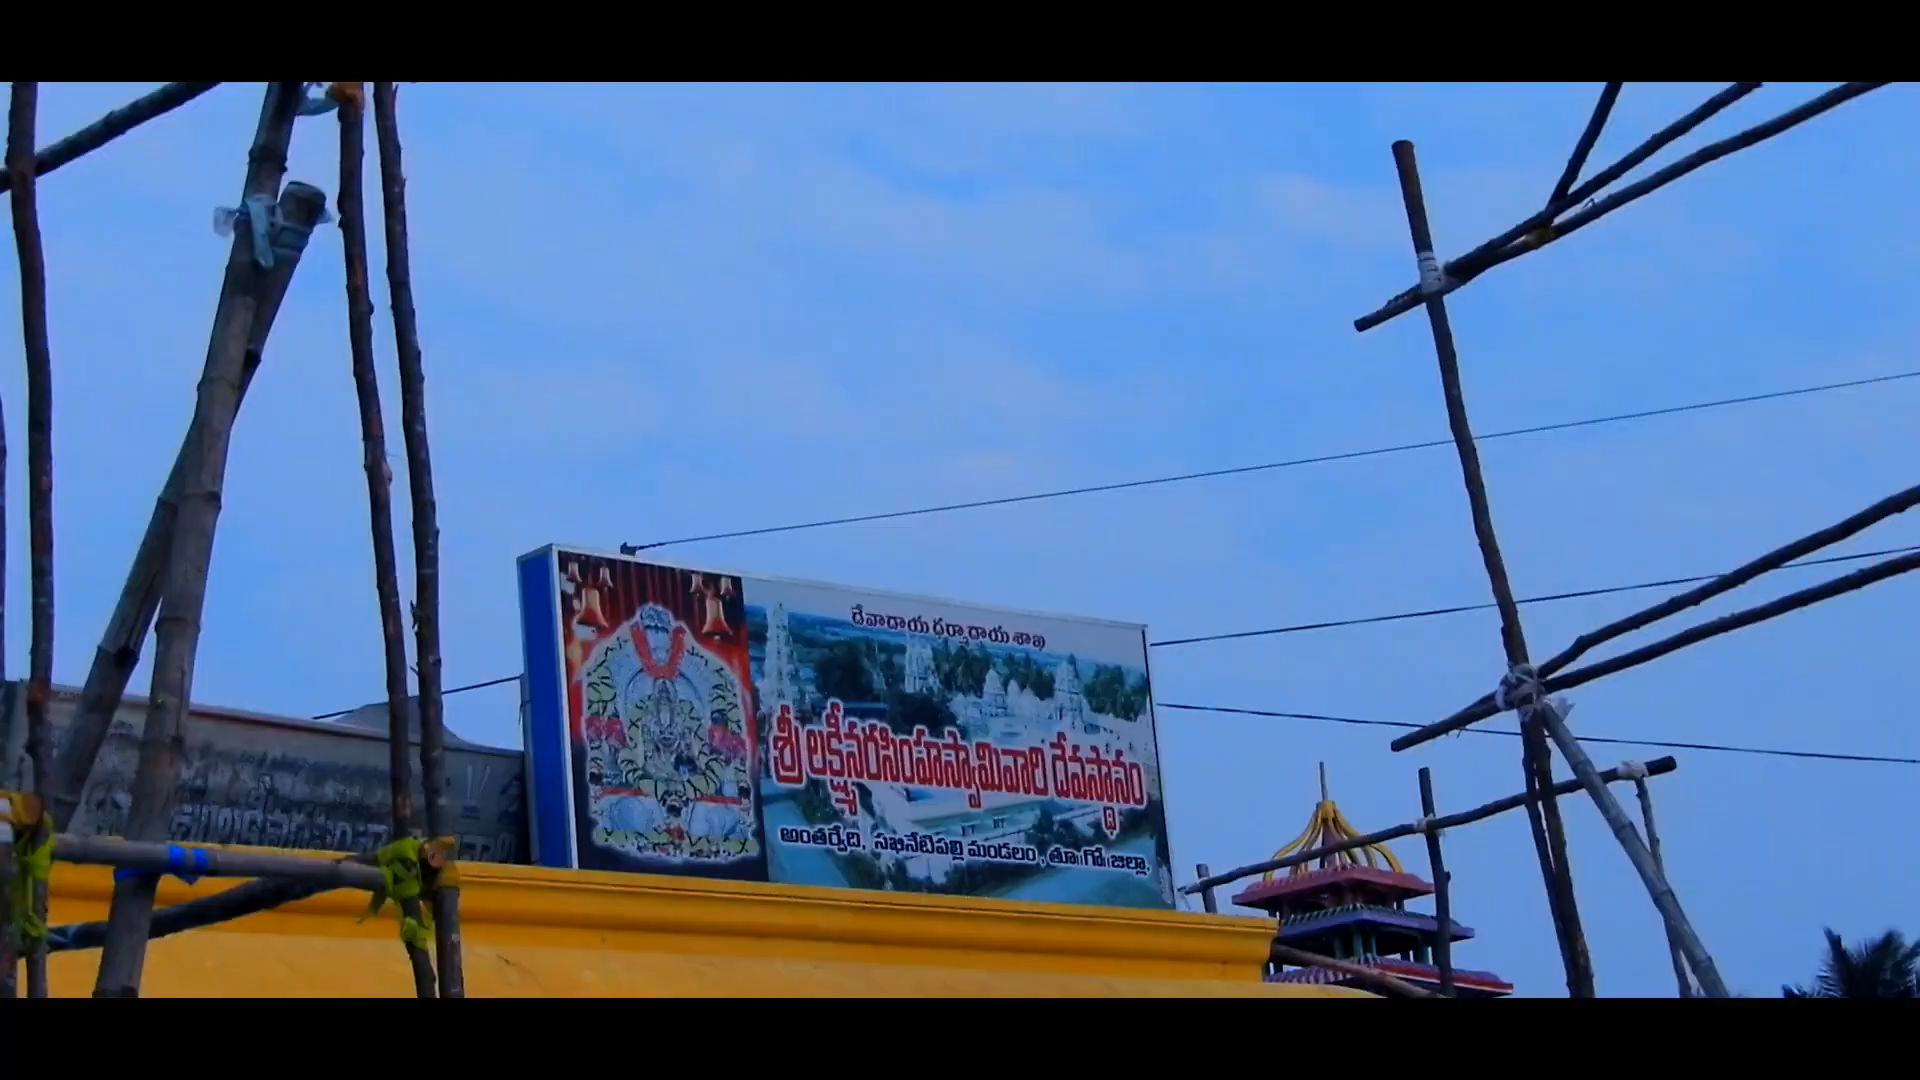 దేవాదాయ ధర్మాదాయ శాఖ
శ్రీ లక్ష్మీనరసింహస్వామివారి దేవస్థానం
అంతర్వేది, సఖినేటిపల్లి మండలం, తూ॥గో॥జిల్లా.